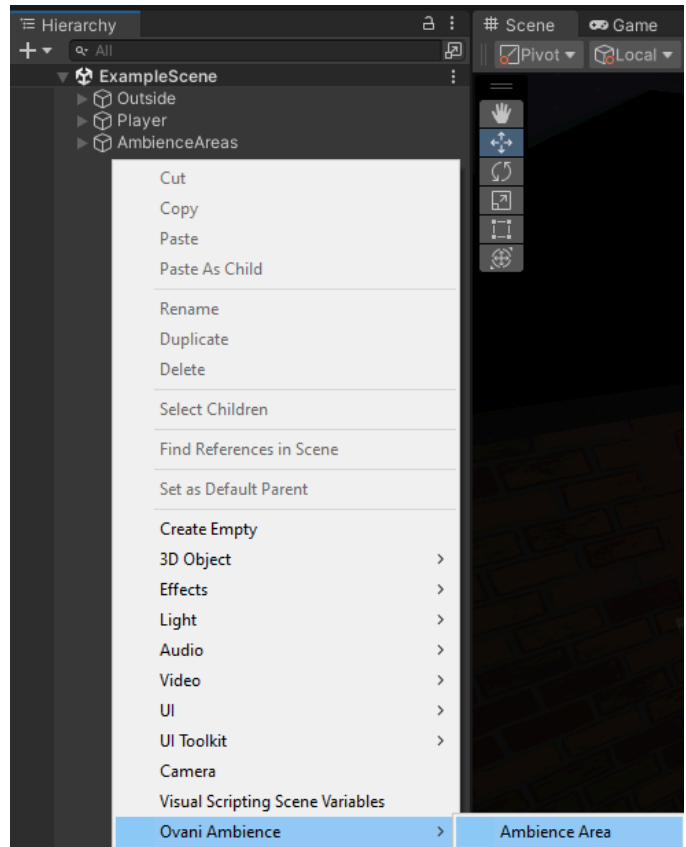 Hierarchy
All
ExampleScene
Outside
Player
AmbienceAreas
Scene
Game
Pivot
Local
Cut
Copy
Paste
Paste As Child
Rename
Duplicate
Delete
Select Children
Find References in Scene
Set as Default Parent
Create Empty
3D Object
Effects
Light
Audio
Video
UI
UI Toolkit
Camera
Visual Scripting Scene Variables
Ovani Ambience
Ambience Area